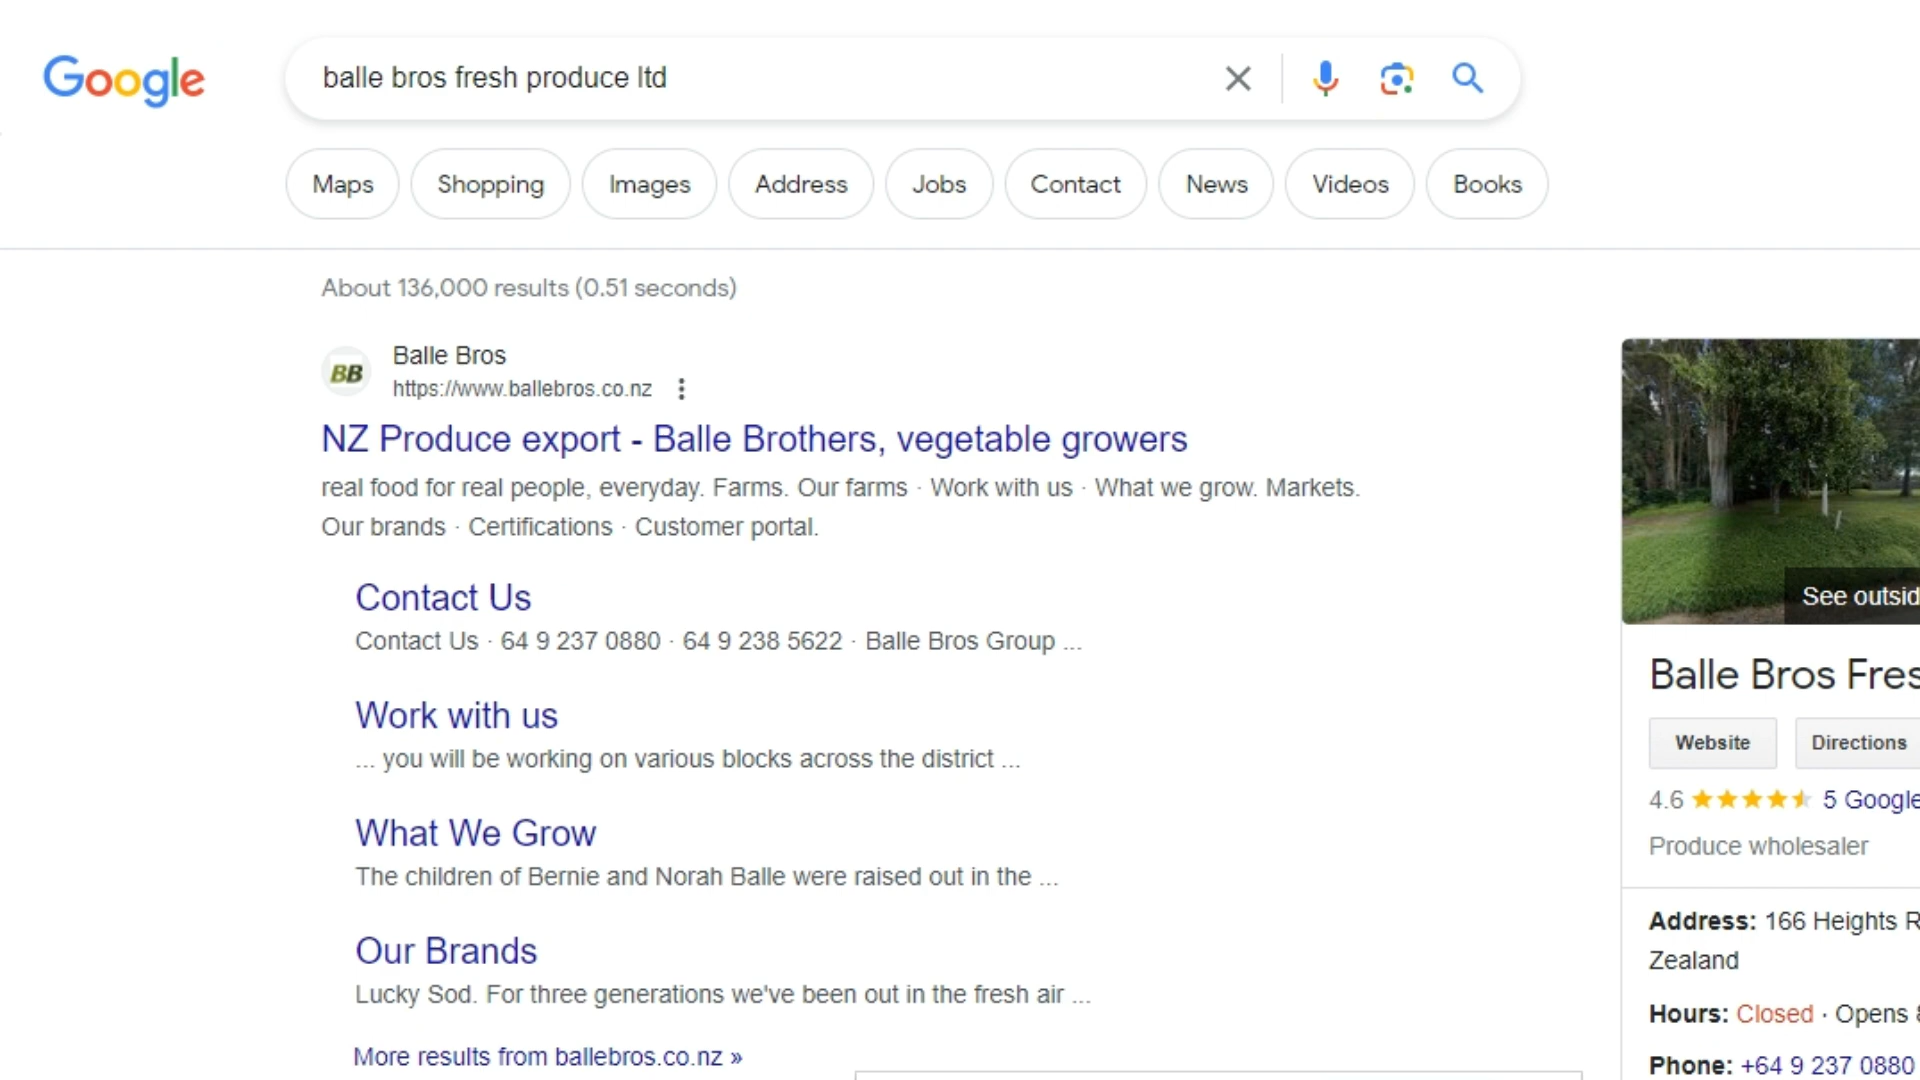 Google
balle bros fresh produce ltd
Maps
Shopping
Images
Address
Jobs
Contact
News
Videos
Books
About 136,000 results (0.51 seconds)
BB
Balle Bros
https://www.ballebros.co.nz
NZ Produce export - Balle Brothers, vegetable growers
real food for real people, everyday. Farms. Our farms · Work with us · What we grow. Markets.
Our brands · Certifications · Customer portal.
Contact Us
Contact Us · 64 9 237 0880 · 64 9 238 5622 · Balle Bros Group ...
Work with us
... you will be working on various blocks across the district ...
What We Grow
The children of Bernie and Norah Balle were raised out in the ...
Our Brands
Lucky Sod. For three generations we've been out in the fresh air ...
More results from ballebros.co.nz »
See outsid
Balle Bros Fres
Website
Directions
4.6
5 Google
Produce wholesaler
Address: 166 Heights R
Zealand
Hours: Closed · Opens
Phone: +64 9 237 0880